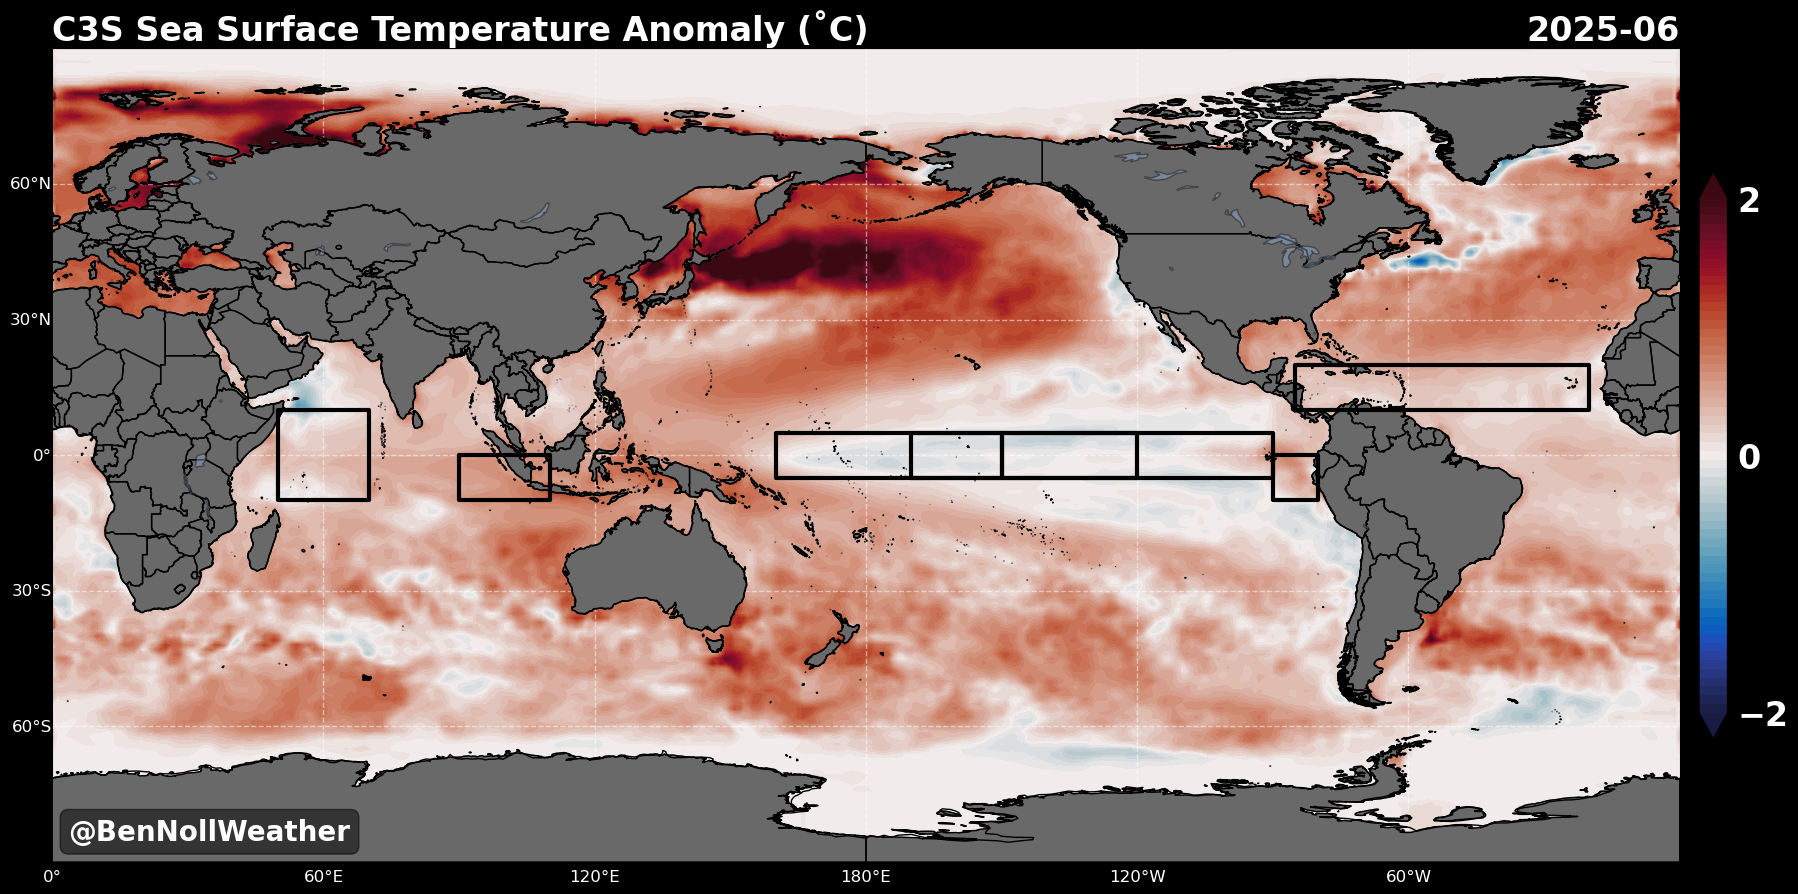 C3S Sea Surface Temperature Anomaly (˚C)
2025-06
60°N
30°N
0°
30°S
60°S
0°
60°E
120°E
180°E
120°W
60°W
2
0
−2
@BenNollWeather